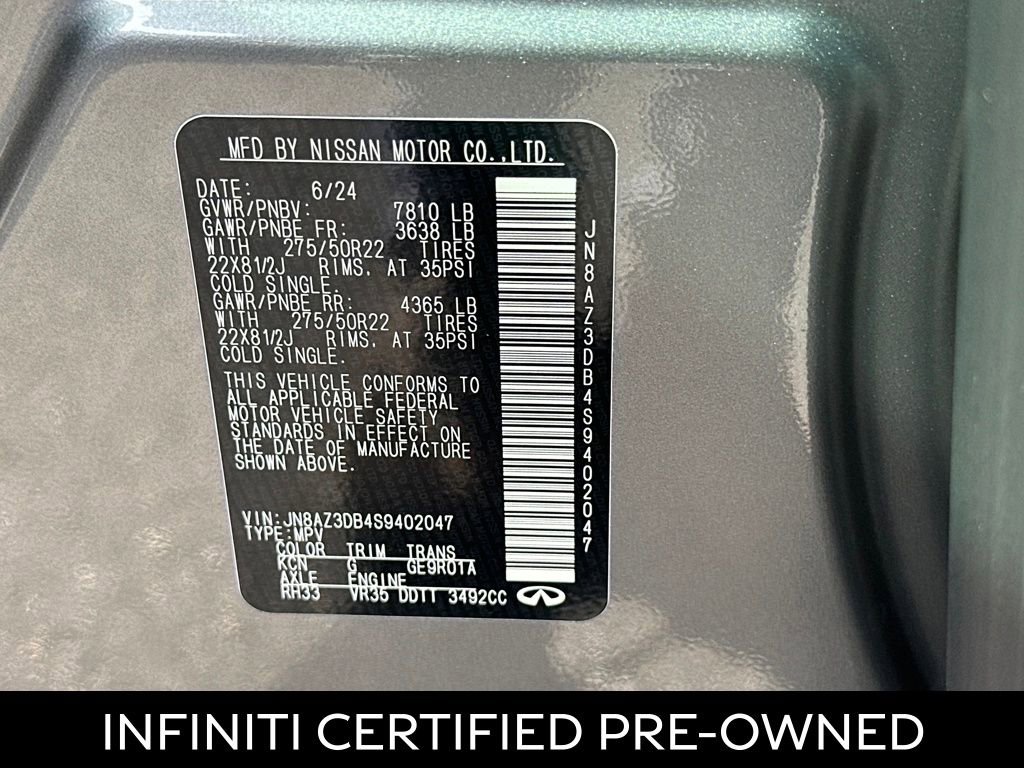 MFD BY NISSAN MOTOR CO.,LTD.
DATE: 6/24
GVWR/PNBV: 7810 LB
GAWR/PNBE FR: 3638 LB
WITH 275/50R22 TIRES
22X81/2J RIMS, AT 35PSI
COLD SINGLE.
GAWR/PNBE RR: 4365 LB
WITH 275/50R22 TIRES
22X81/2J RIMS, AT 35PSI
COLD SINGLE.
THIS VEHICLE CONFORMS TO
ALL APPLICABLE FEDERAL
MOTOR VEHICLE SAFETY
STANDARDS IN EFFECT ON
THE DATE OF MANUFACTURE
SHOWN ABOVE.
VIN:JN8AZ3DB4S9402047
TYPE:MPV
COLOR TRIM TRANS
KCN G GE9R01A
AXLE ENGINE
RH33 VR35 DDTT 3492CC
JN8AZ3DB4S9402047
INFINITI CERTIFIED PRE-OWNED